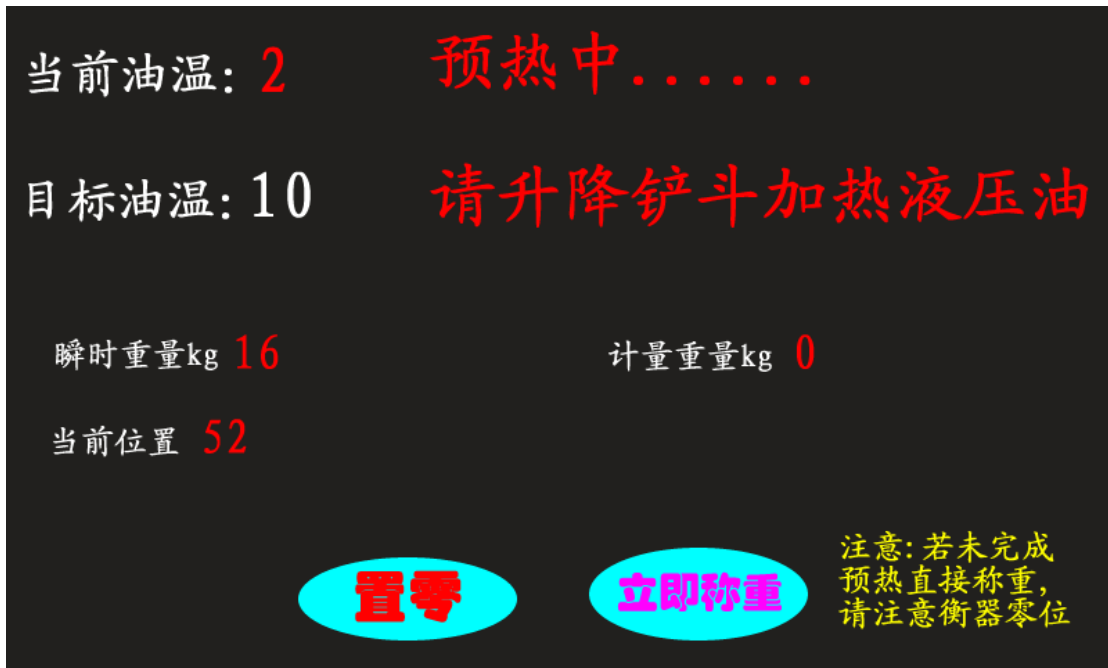 当前油温: 2
预热中......
目标油温: 10
请升降铲斗加热液压油
瞬时重量kg 16
计量重量kg 0
当前位置 52
置零
立即称重
注意:若未完成
预热直接称重,
请注意衡器零位